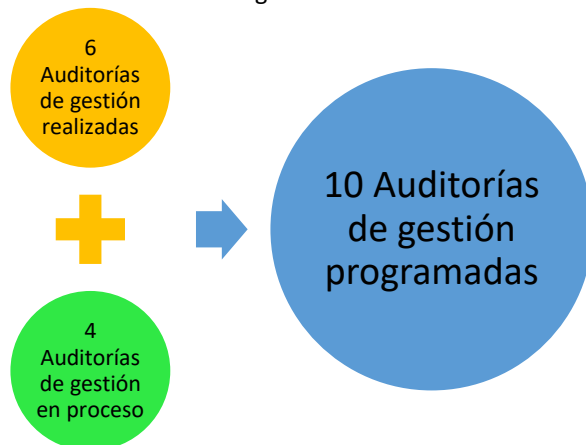 6
Auditorías
de gestión
realizadas
4
Auditorías
de gestión
en proceso
10 Auditorías
de gestión
programadas